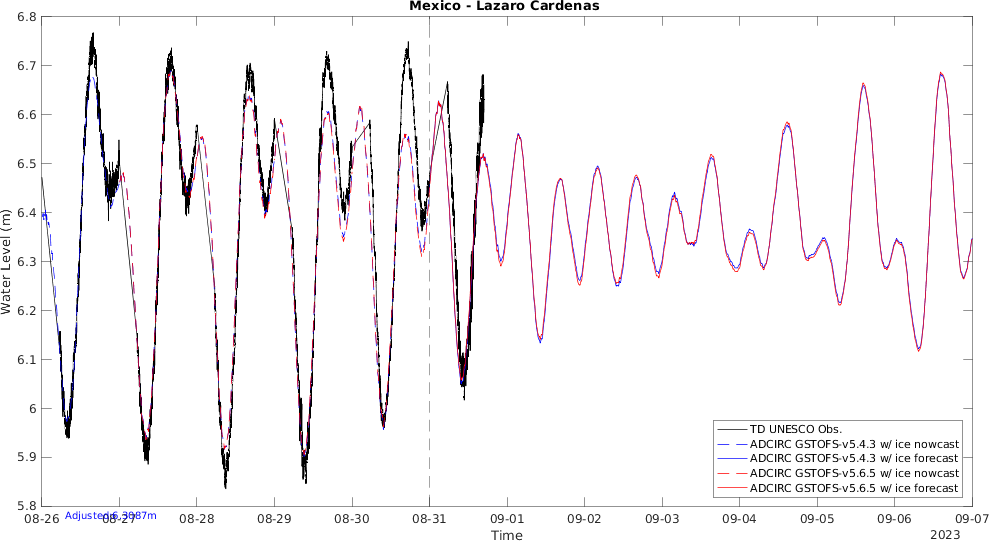 Mexico - Lazaro Cardenas
6.8
6.7
6.6
6.5
6.4
6.3
6.2
6.1
6
5.9
5.8
Water Level (m)
TD UNESCO Obs.
ADCIRC GSTOFS-v5.4.3 w/ ice nowcast
ADCIRC GSTOFS-v5.4.3 w/ ice forecast
ADCIRC GSTOFS-v5.6.5 w/ ice nowcast
ADCIRC GSTOFS-v5.6.5 w/ ice forecast
08-26 08-27 08-28 08-29 08-30 08-31 09-01 09-02 09-03 09-04 09-05 09-06 09-07
Time
2023